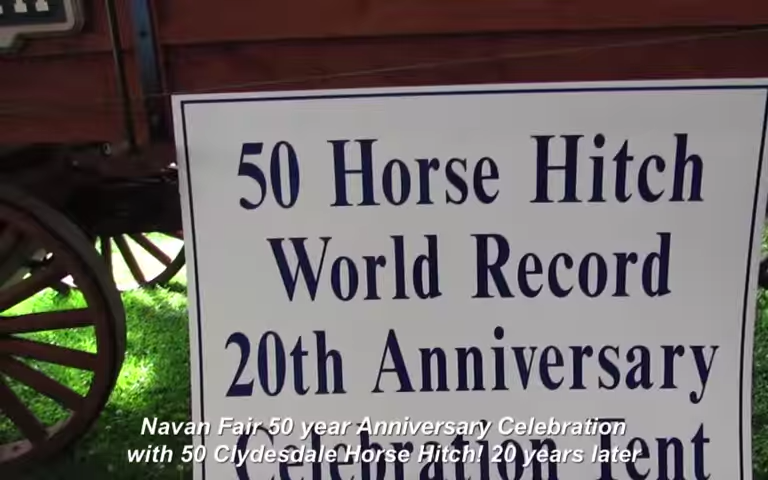 50 Horse Hitch
World Record
20th Anniversary
Celebration Tent
Navan Fair 50 year Anniversary Celebration
with 50 Clydesdale Horse Hitch! 20 years later